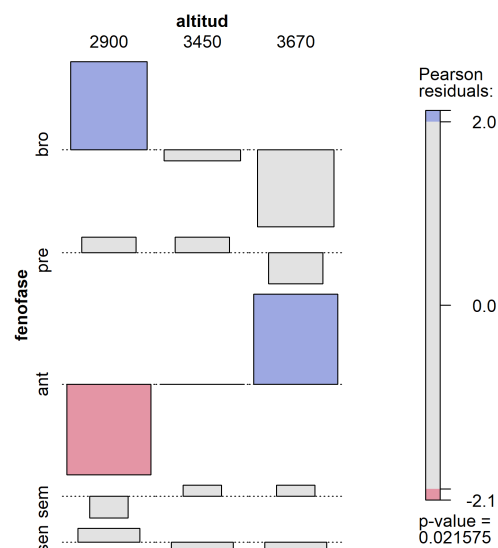 altitud
2900 3450 3670
Pearson
residuals:
2.0
bro
pre
0.0
fenofase
ant
sem
-2.1
sen
p-value =
0.021575